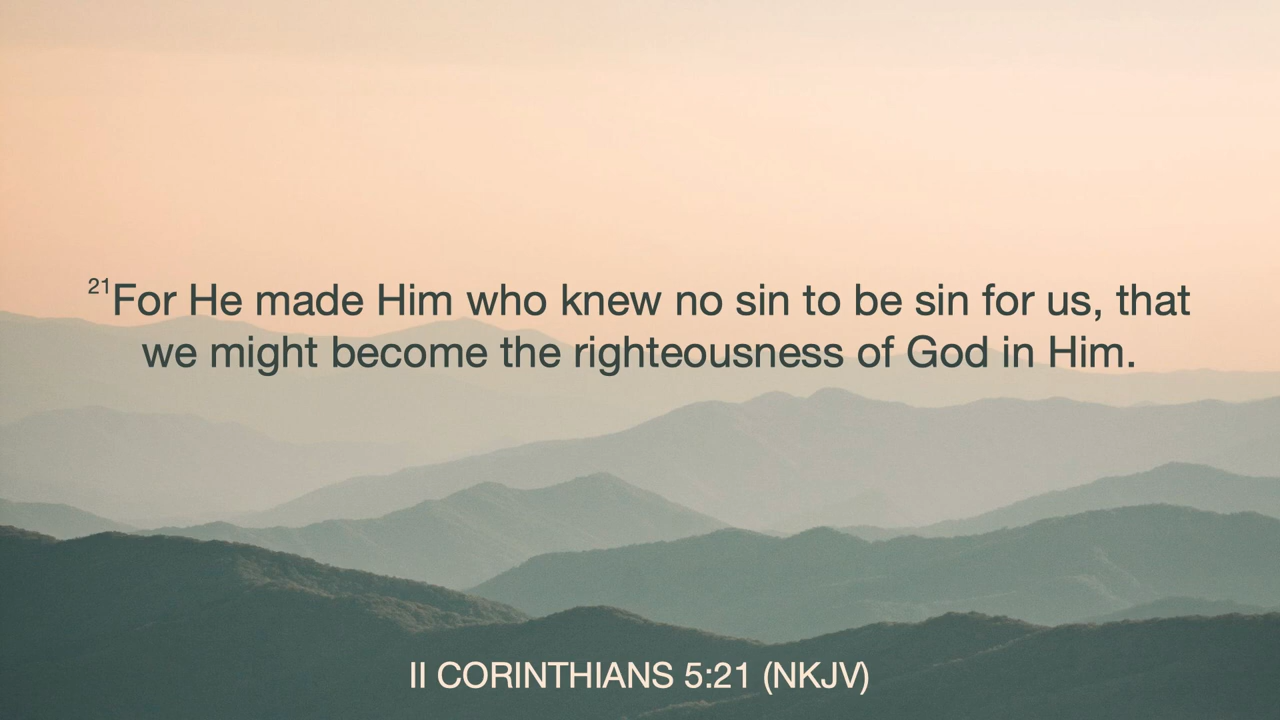 21For He made Him who knew no sin to be sin for us, that
we might become the righteousness of God in Him.
II CORINTHIANS 5:21 (NKJV)